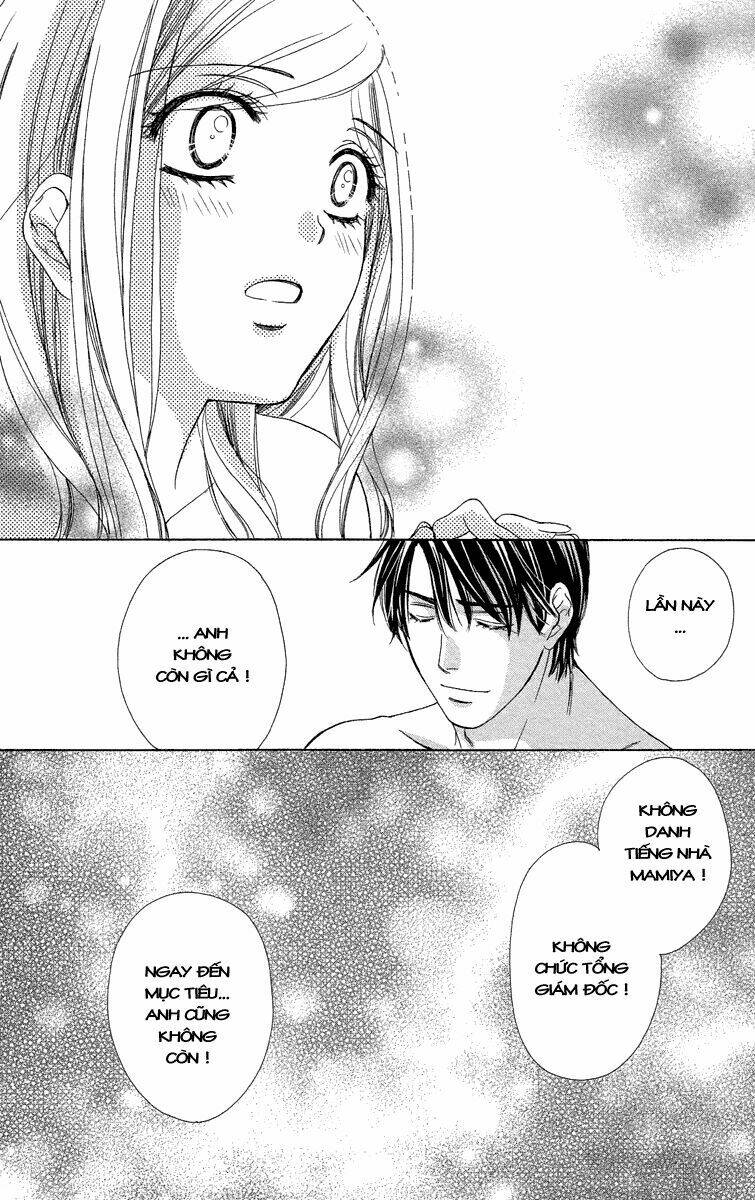 LẦN NÀY
...
... ANH
KHÔNG
CÒN GÌ CẢ !
KHÔNG
DANH
TIẾNG NHÀ
MAMIYA !
KHÔNG
CHỨC TỔNG
GIÁM ĐỐC !
NGAY ĐẾN
MỤC TIÊU...
ANH CŨNG
KHÔNG
CÒN !